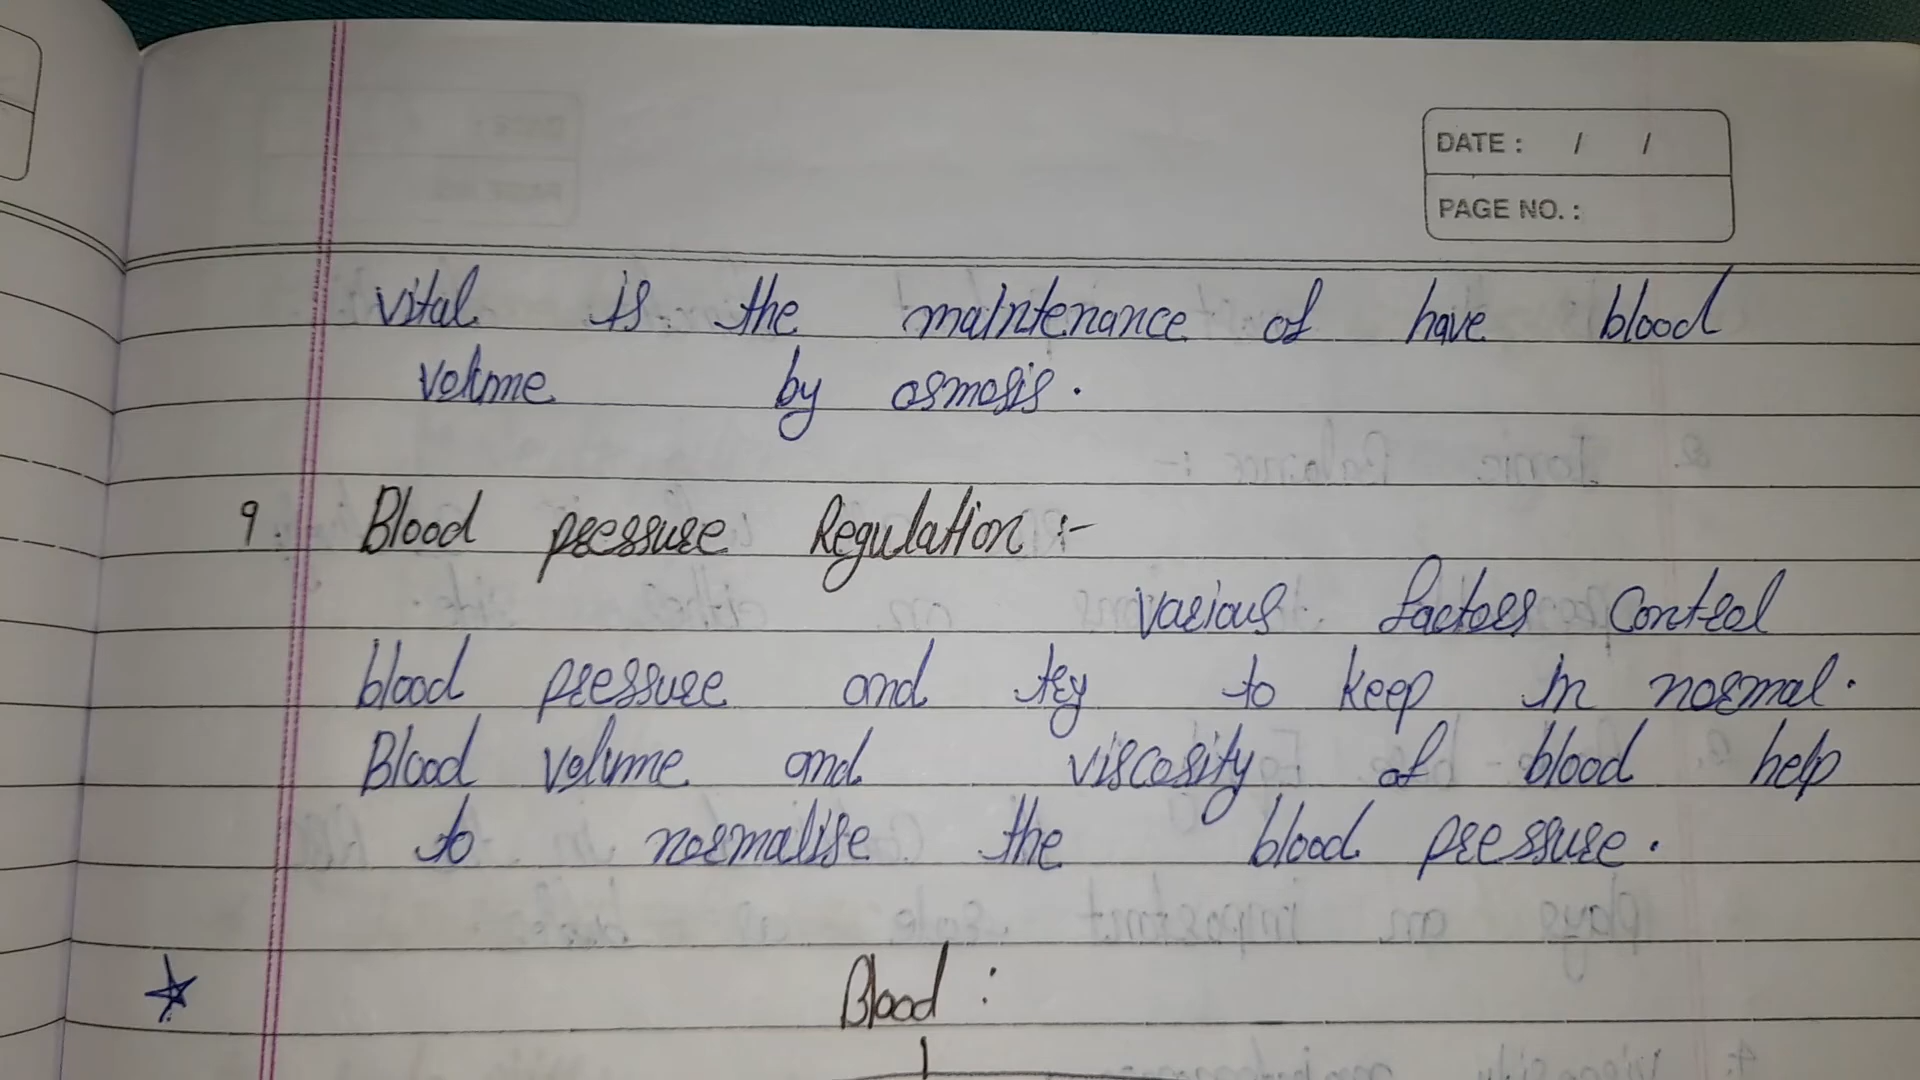 DATE : / /
PAGE NO. :
vital is the maintenance of have blood
volume by osmosis.
9. Blood pressure Regulation :-
various factors control
blood pressure and try to keep in normal.
Blood volume and viscosity of blood help
to normalise the blood pressure.
Blood :